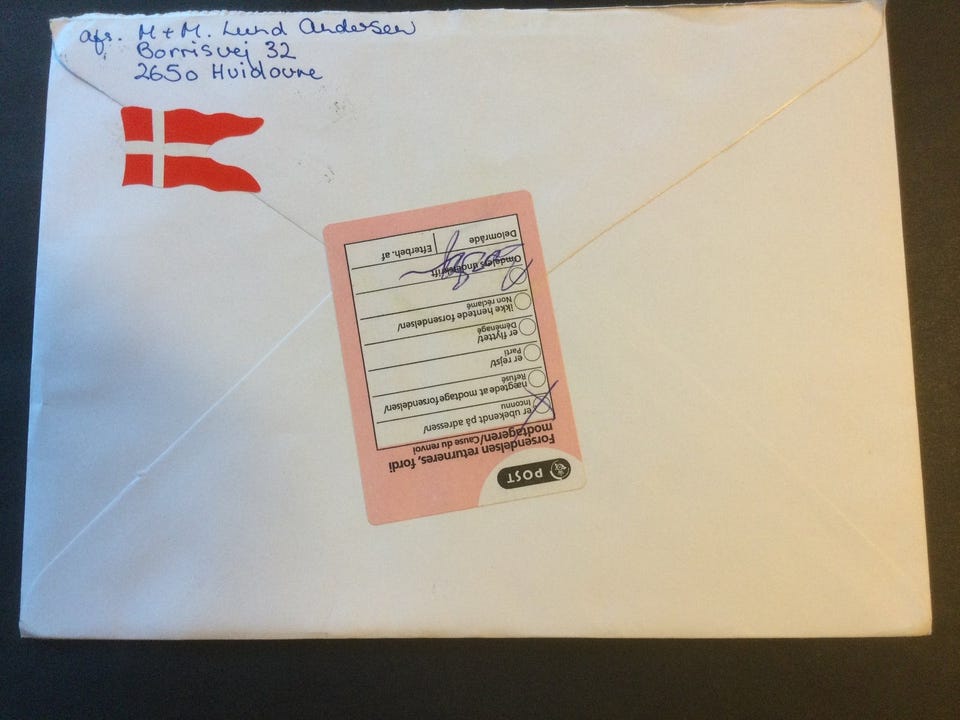 afs. M + M. Lund Andersen
Borrisvej 32
2650 Hvidovre
POST
Forsendelsen returneres, fordi
modtageren/Cause du renvoi
er ubekendt på adressen/
Inconnu
nægtede at modtage forsendelsen/
Refusé
er rejst/
Parti
er flyttet/
Déménagé
ikke hentede forsendelsen/
Non réclamé
Omdelers underskrift
Delområde
Efterbeh. af